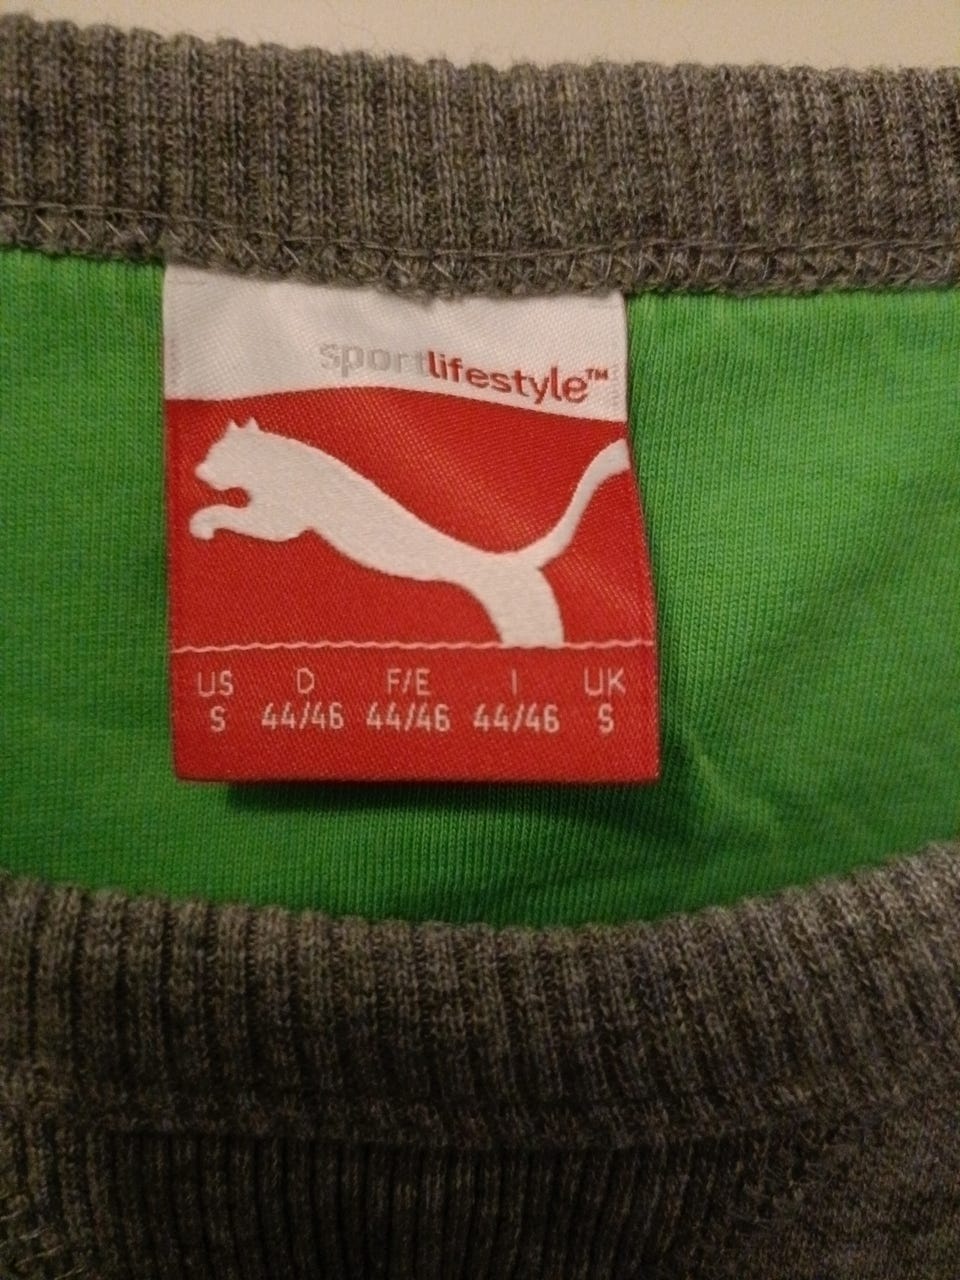 sportlifestyle™
US D F/E I UK
S 44/46 44/46 44/46 S